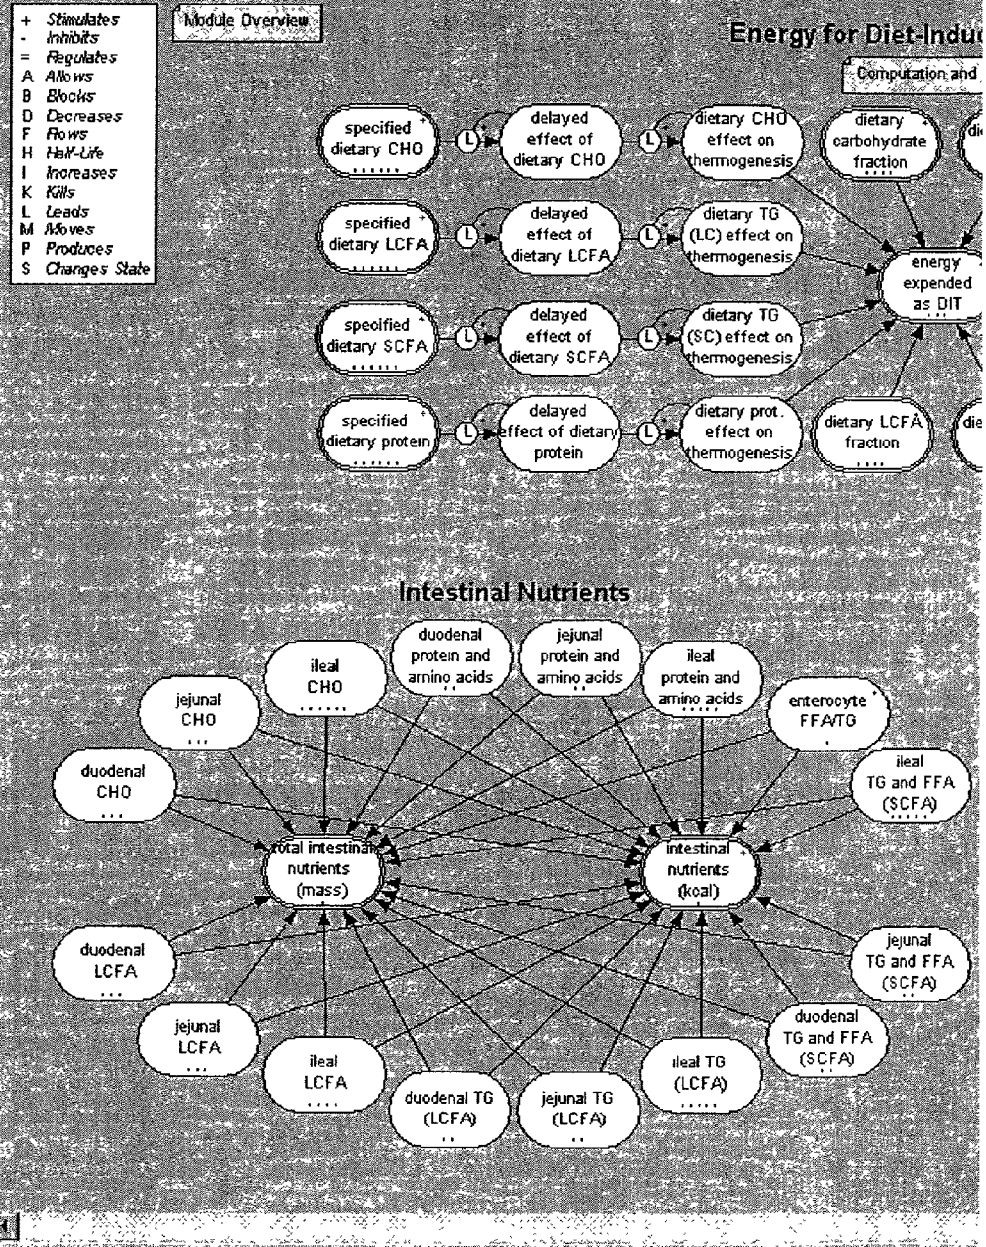 + Stimulates
- Inhibits
= Regulates
A Allows
B Blocks
D Decreases
F Flows
H Half-Life
I Increases
K Kills
L Leads
M Moves
P Produces
S Changes State
Module Overview
Energy for Diet-Indu
Computation and
specified
dietary CHO
L
delayed
effect of
dietary CHO
L
dietary CHO
effect on
thermogenesis
dietary
carbohydrate
fraction
specified
dietary LCFA
L
delayed
effect of
dietary LCFA
L
dietary TG
(LC) effect on
thermogenesis
energy
expended
as DIT
specified
dietary SCFA
L
delayed
effect of
dietary SCFA
L
dietary TG
(SC) effect on
thermogenesis
specified
dietary protein
L
delayed
effect of dietary
protein
L
dietary prot.
effect on
thermogenesis
dietary LCFA
fraction
die
Intestinal Nutrients
duodenal
protein and
amino acids
jejunal
protein and
amino acids
ileal
CHO
ileal
protein and
amino acids
jejunal
CHO
enterocyte
FFA/TG
duodenal
CHO
ileal
TG and FFA
(SCFA)
total intestinal
nutrients
(mass)
intestinal
nutrients
(kcal)
duodenal
LCFA
jejunal
TG and FFA
(SCFA)
jejunal
LCFA
duodenal
TG and FFA
(SCFA)
ileal
LCFA
ileal TG
(LCFA)
duodenal TG
(LCFA)
jejunal TG
(LCFA)